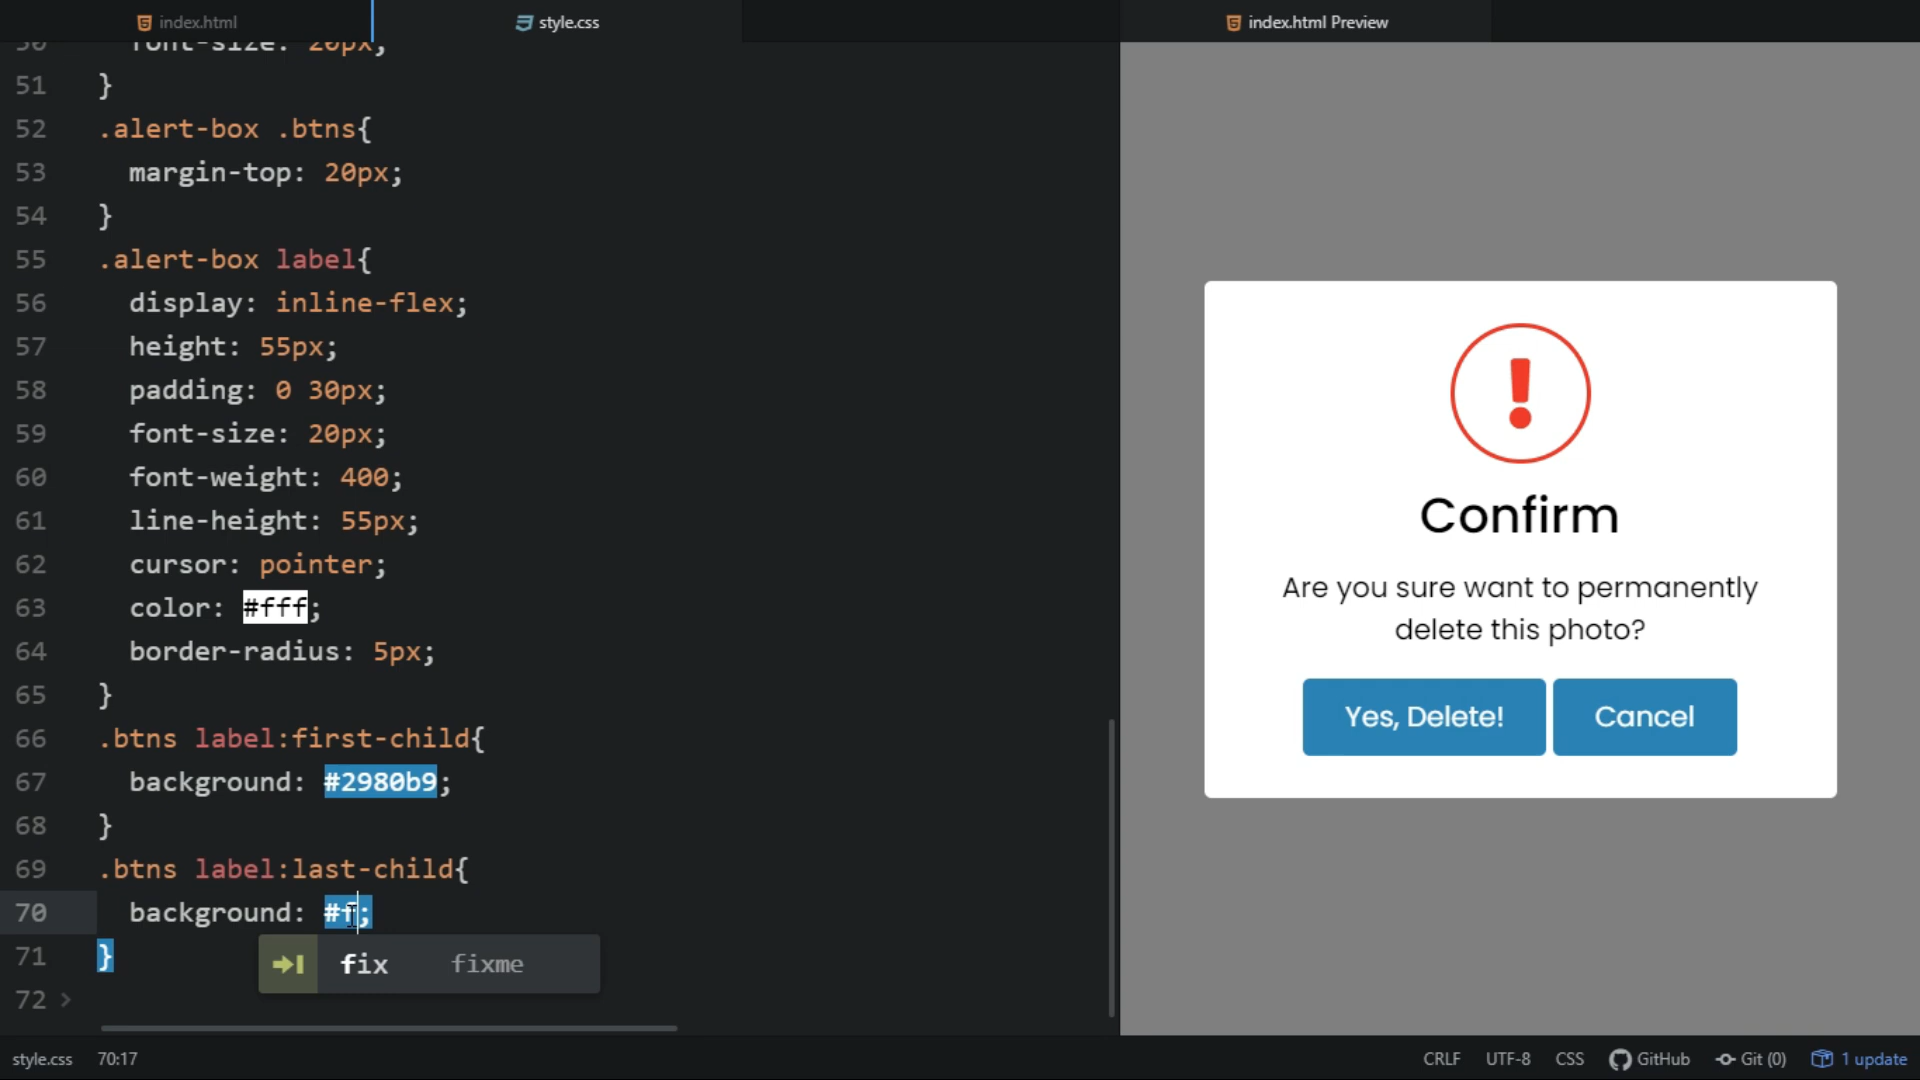 index.html
style.css
index.html Preview
50 font-size: 20px;
51 }
52 .alert-box .btns{
53 margin-top: 20px;
54 }
55 .alert-box label{
56 display: inline-flex;
57 height: 55px;
58 padding: 0 30px;
59 font-size: 20px;
60 font-weight: 400;
61 line-height: 55px;
62 cursor: pointer;
63 color: #fff;
64 border-radius: 5px;
65 }
66 .btns label:first-child{
67 background: #2980b9;
68 }
69 .btns label:last-child{
70 background: #f;
71 }
fix fixme
72
Confirm
Are you sure want to permanently
delete this photo?
Yes, Delete! Cancel
style.css 70:17 CRLF UTF-8 CSS GitHub Git (0) 1 update